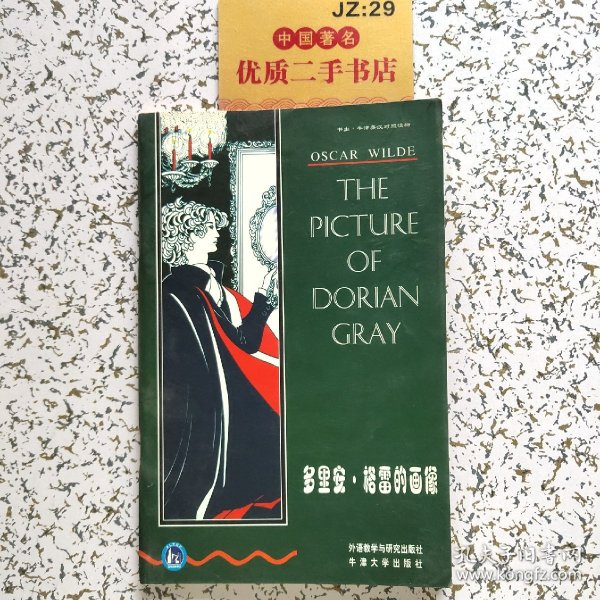 JZ:29
中国著名
优质二手书店
书虫·牛津英汉对照读物
OSCAR WILDE
THE
PICTURE
OF
DORIAN
GRAY
多里安·格雷的画像
外语教学与研究出版社
牛津大学出版社
孔夫子旧书网
www.kongfz.com